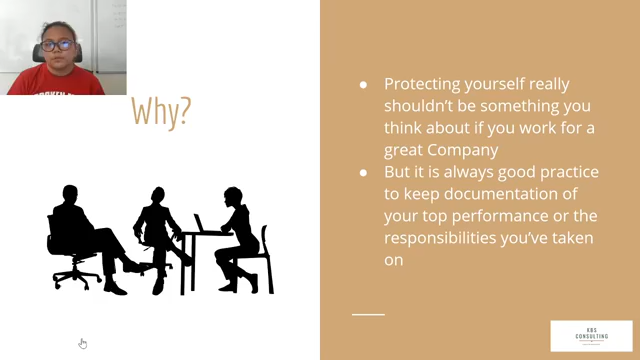 Why?
● Protecting yourself really
shouldn't be something you
think about if you work for a
great Company
● But it is always good practice
to keep documentation of
your top performance or the
responsibilities you've taken
on
KBS
CONSULTING